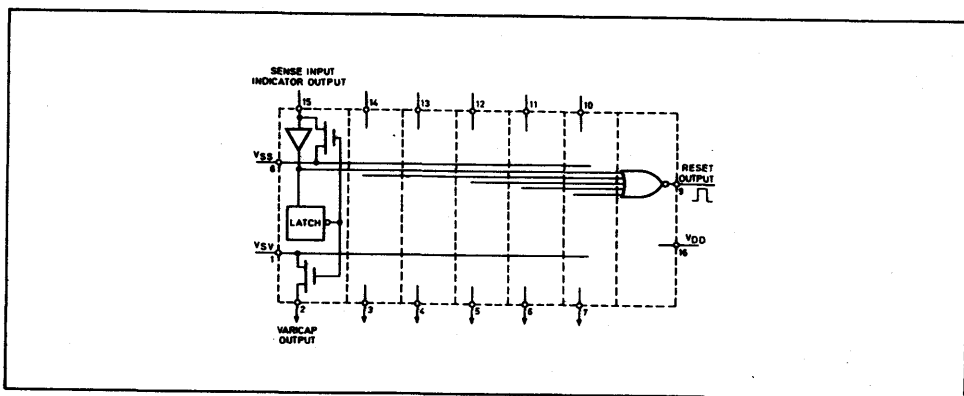 SENSE INPUT
INDICATOR OUTPUT
15 14 13 12 11 10
VSS
8
RESET
OUTPUT
9
LATCH
VSV
1
VDD
16
2 3 4 5 6 7
VARICAP
OUTPUT